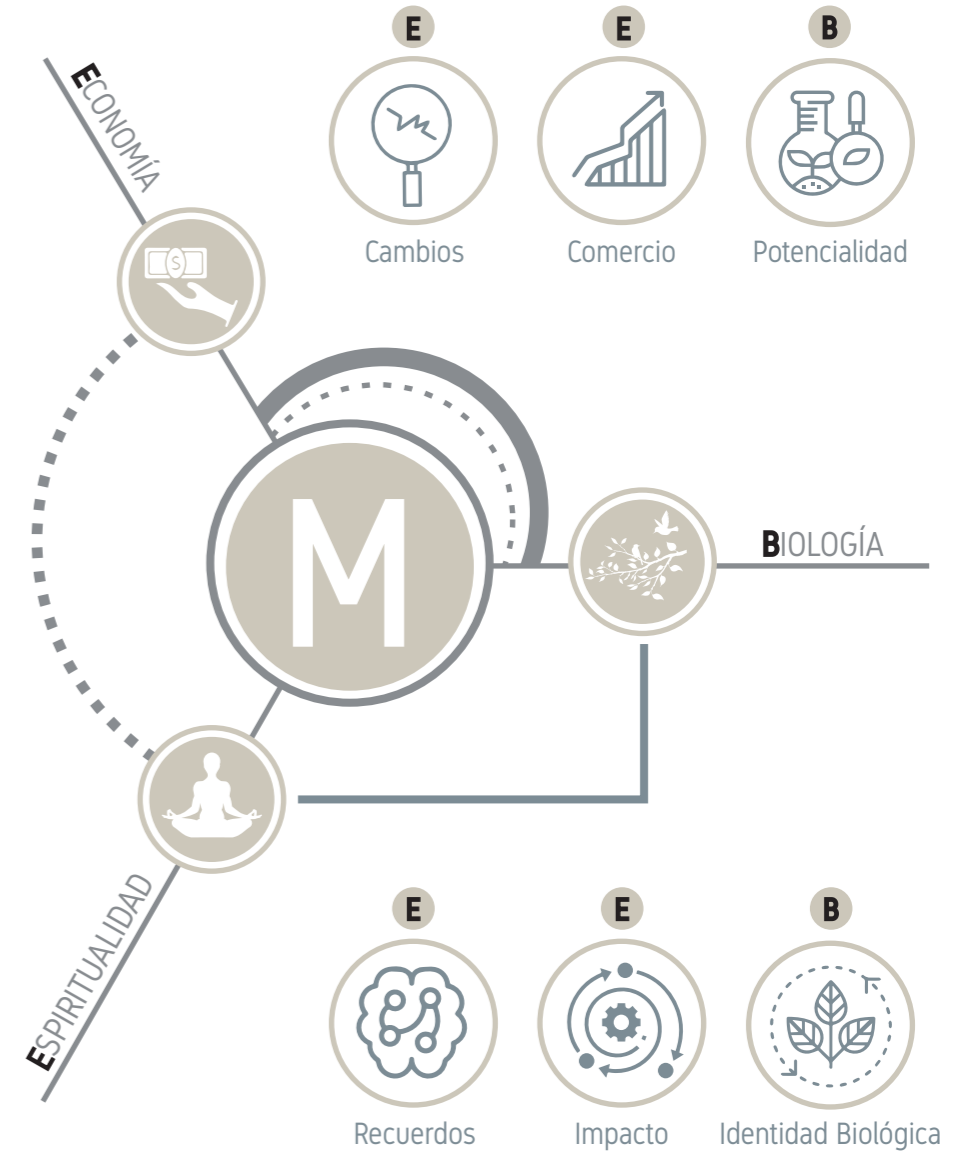 E
E
B
Cambios
Comercio
Potencialidad
ECONOMÍA
S
M
BIOLOGÍA
ESPIRITUALIDAD
E
E
B
Recuerdos
Impacto
Identidad Biológica